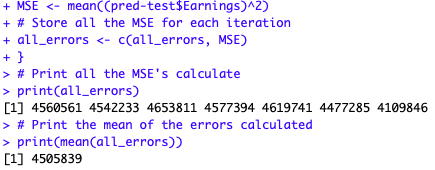 + MSE <- mean((pred-test$Earnings)^2)
+ # Store all the MSE for each iteration
+ all_errors <- c(all_errors, MSE)
+ }
> # Print all the MSE's calculate
> print(all_errors)
[1] 4560561 4542233 4653811 4577394 4619741 4477285 4109846
> # Print the mean of the errors calculated
> print(mean(all_errors))
[1] 4505839